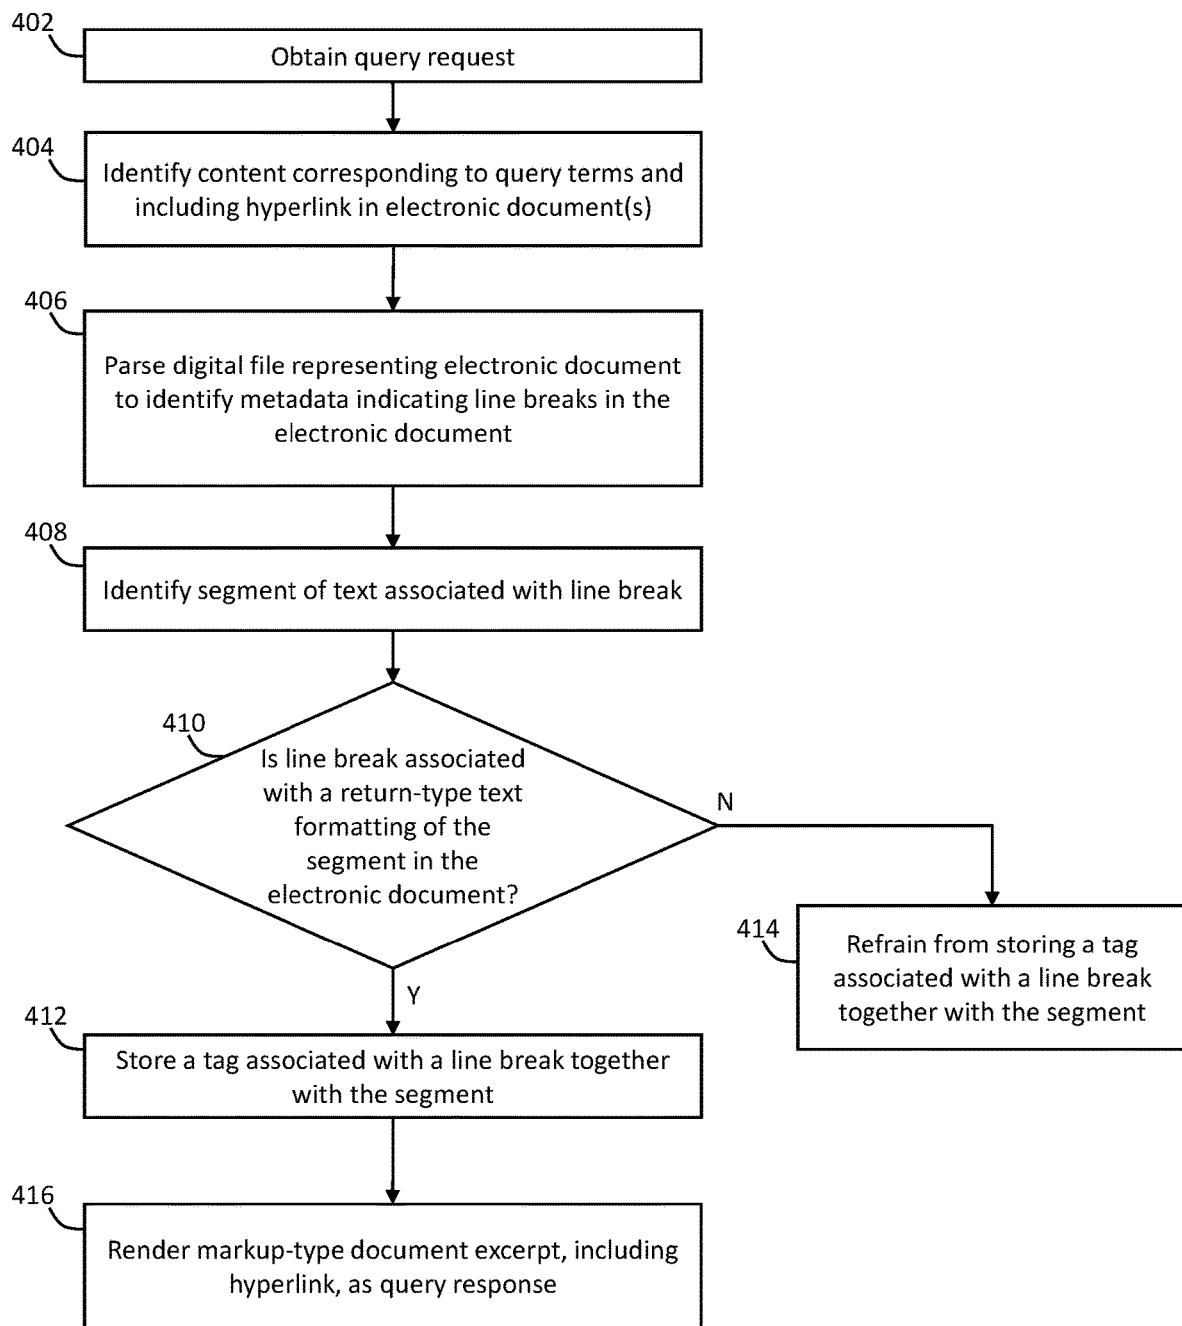 402
Obtain query request
404
Identify content corresponding to query terms and
including hyperlink in electronic document(s)
406
Parse digital file representing electronic document
to identify metadata indicating line breaks in the
electronic document
408
Identify segment of text associated with line break
410
Is line break associated
with a return-type text
formatting of the
segment in the
electronic document?
N
414
Refrain from storing a tag
associated with a line break
together with the segment
Y
412
Store a tag associated with a line break together
with the segment
416
Render markup-type document excerpt, including
hyperlink, as query response